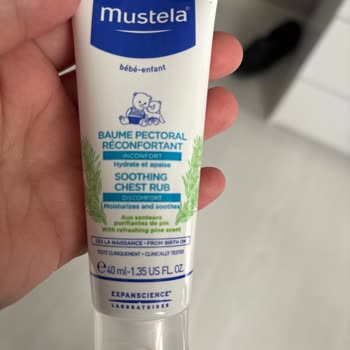 mustela®
bébé-enfant
BAUME PECTORAL
RÉCONFORTANT
INCONFORT
Hydrate et apaise
SOOTHING
CHEST RUB
DISCOMFORT
Moisturizes and soothes
Aux senteurs
purifiantes de pin
With refreshing pine scent
DÈS LA NAISSANCE • FROM BIRTH ON
TESTÉ CLINIQUEMENT • CLINICALLY TESTED
℮ 40 ml-1.35 US FL. OZ.
EXPANSCIENCE®
LABORATOIRES